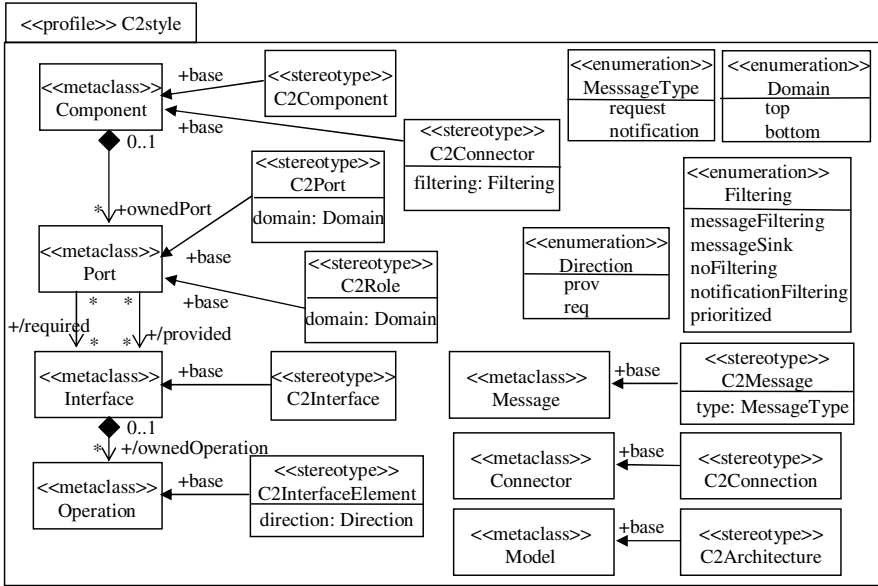 <<profile>> C2style
<<metaclass>>
Component
+base
<<stereotype>>
C2Component
+base
<<stereotype>>
C2Connector
filtering: Filtering
<<enumeration>>
MesssageType
request
notification
<<enumeration>>
Domain
top
bottom
0..1
*
+ownedPort
<<stereotype>>
C2Port
domain: Domain
<<enumeration>>
Filtering
messageFiltering
messageSink
noFiltering
notificationFiltering
prioritized
<<metaclass>>
Port
+base
+base
<<stereotype>>
C2Role
domain: Domain
<<enumeration>>
Direction
prov
req
* *
+/required +/provided
* *
<<metaclass>>
Interface
+base
<<stereotype>>
C2Interface
<<metaclass>>
Message
+base
<<stereotype>>
C2Message
type: MessageType
0..1
*
+/ownedOperation
<<metaclass>>
Operation
+base
<<stereotype>>
C2InterfaceElement
direction: Direction
<<metaclass>>
Connector
+base
<<stereotype>>
C2Connection
<<metaclass>>
Model
+base
<<stereotype>>
C2Architecture